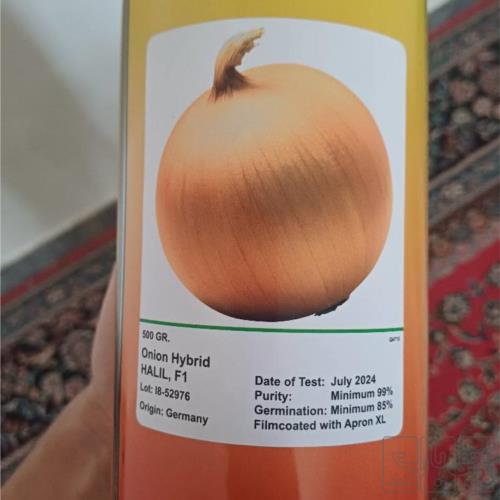 500 GR.
Onion Hybrid
HALIL, F1
Lot: I8-52976
Origin: Germany
Date of Test: July 2024
Purity: Minimum 99%
Germination: Minimum 85%
Filmcoated with Apron XL